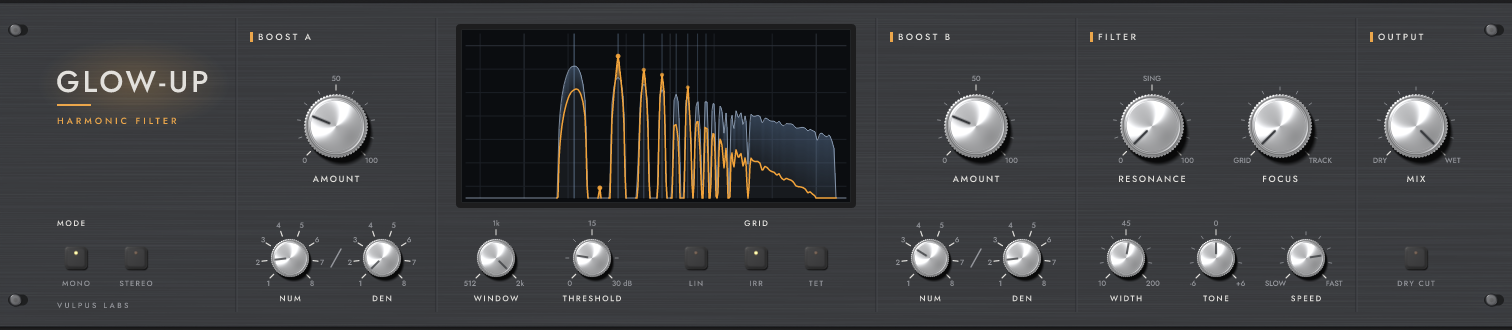 GLOW-UP
HARMONIC FILTER
MODE
MONO STEREO
VULPUS LABS
BOOST A
50
0 100
AMOUNT
1 2 3 4 5 6 7 8
NUM
1 2 3 4 5 6 7 8
DEN
1k
512 2k
WINDOW
15
0 30 dB
THRESHOLD
GRID
LIN IRR TET
BOOST B
50
0 100
AMOUNT
1 2 3 4 5 6 7 8
NUM
1 2 3 4 5 6 7 8
DEN
FILTER
SING
0 100
RESONANCE
GRID TRACK
FOCUS
45
10 200
WIDTH
0
-6 +6
TONE
SLOW FAST
SPEED
OUTPUT
DRY WET
MIX
DRY CUT